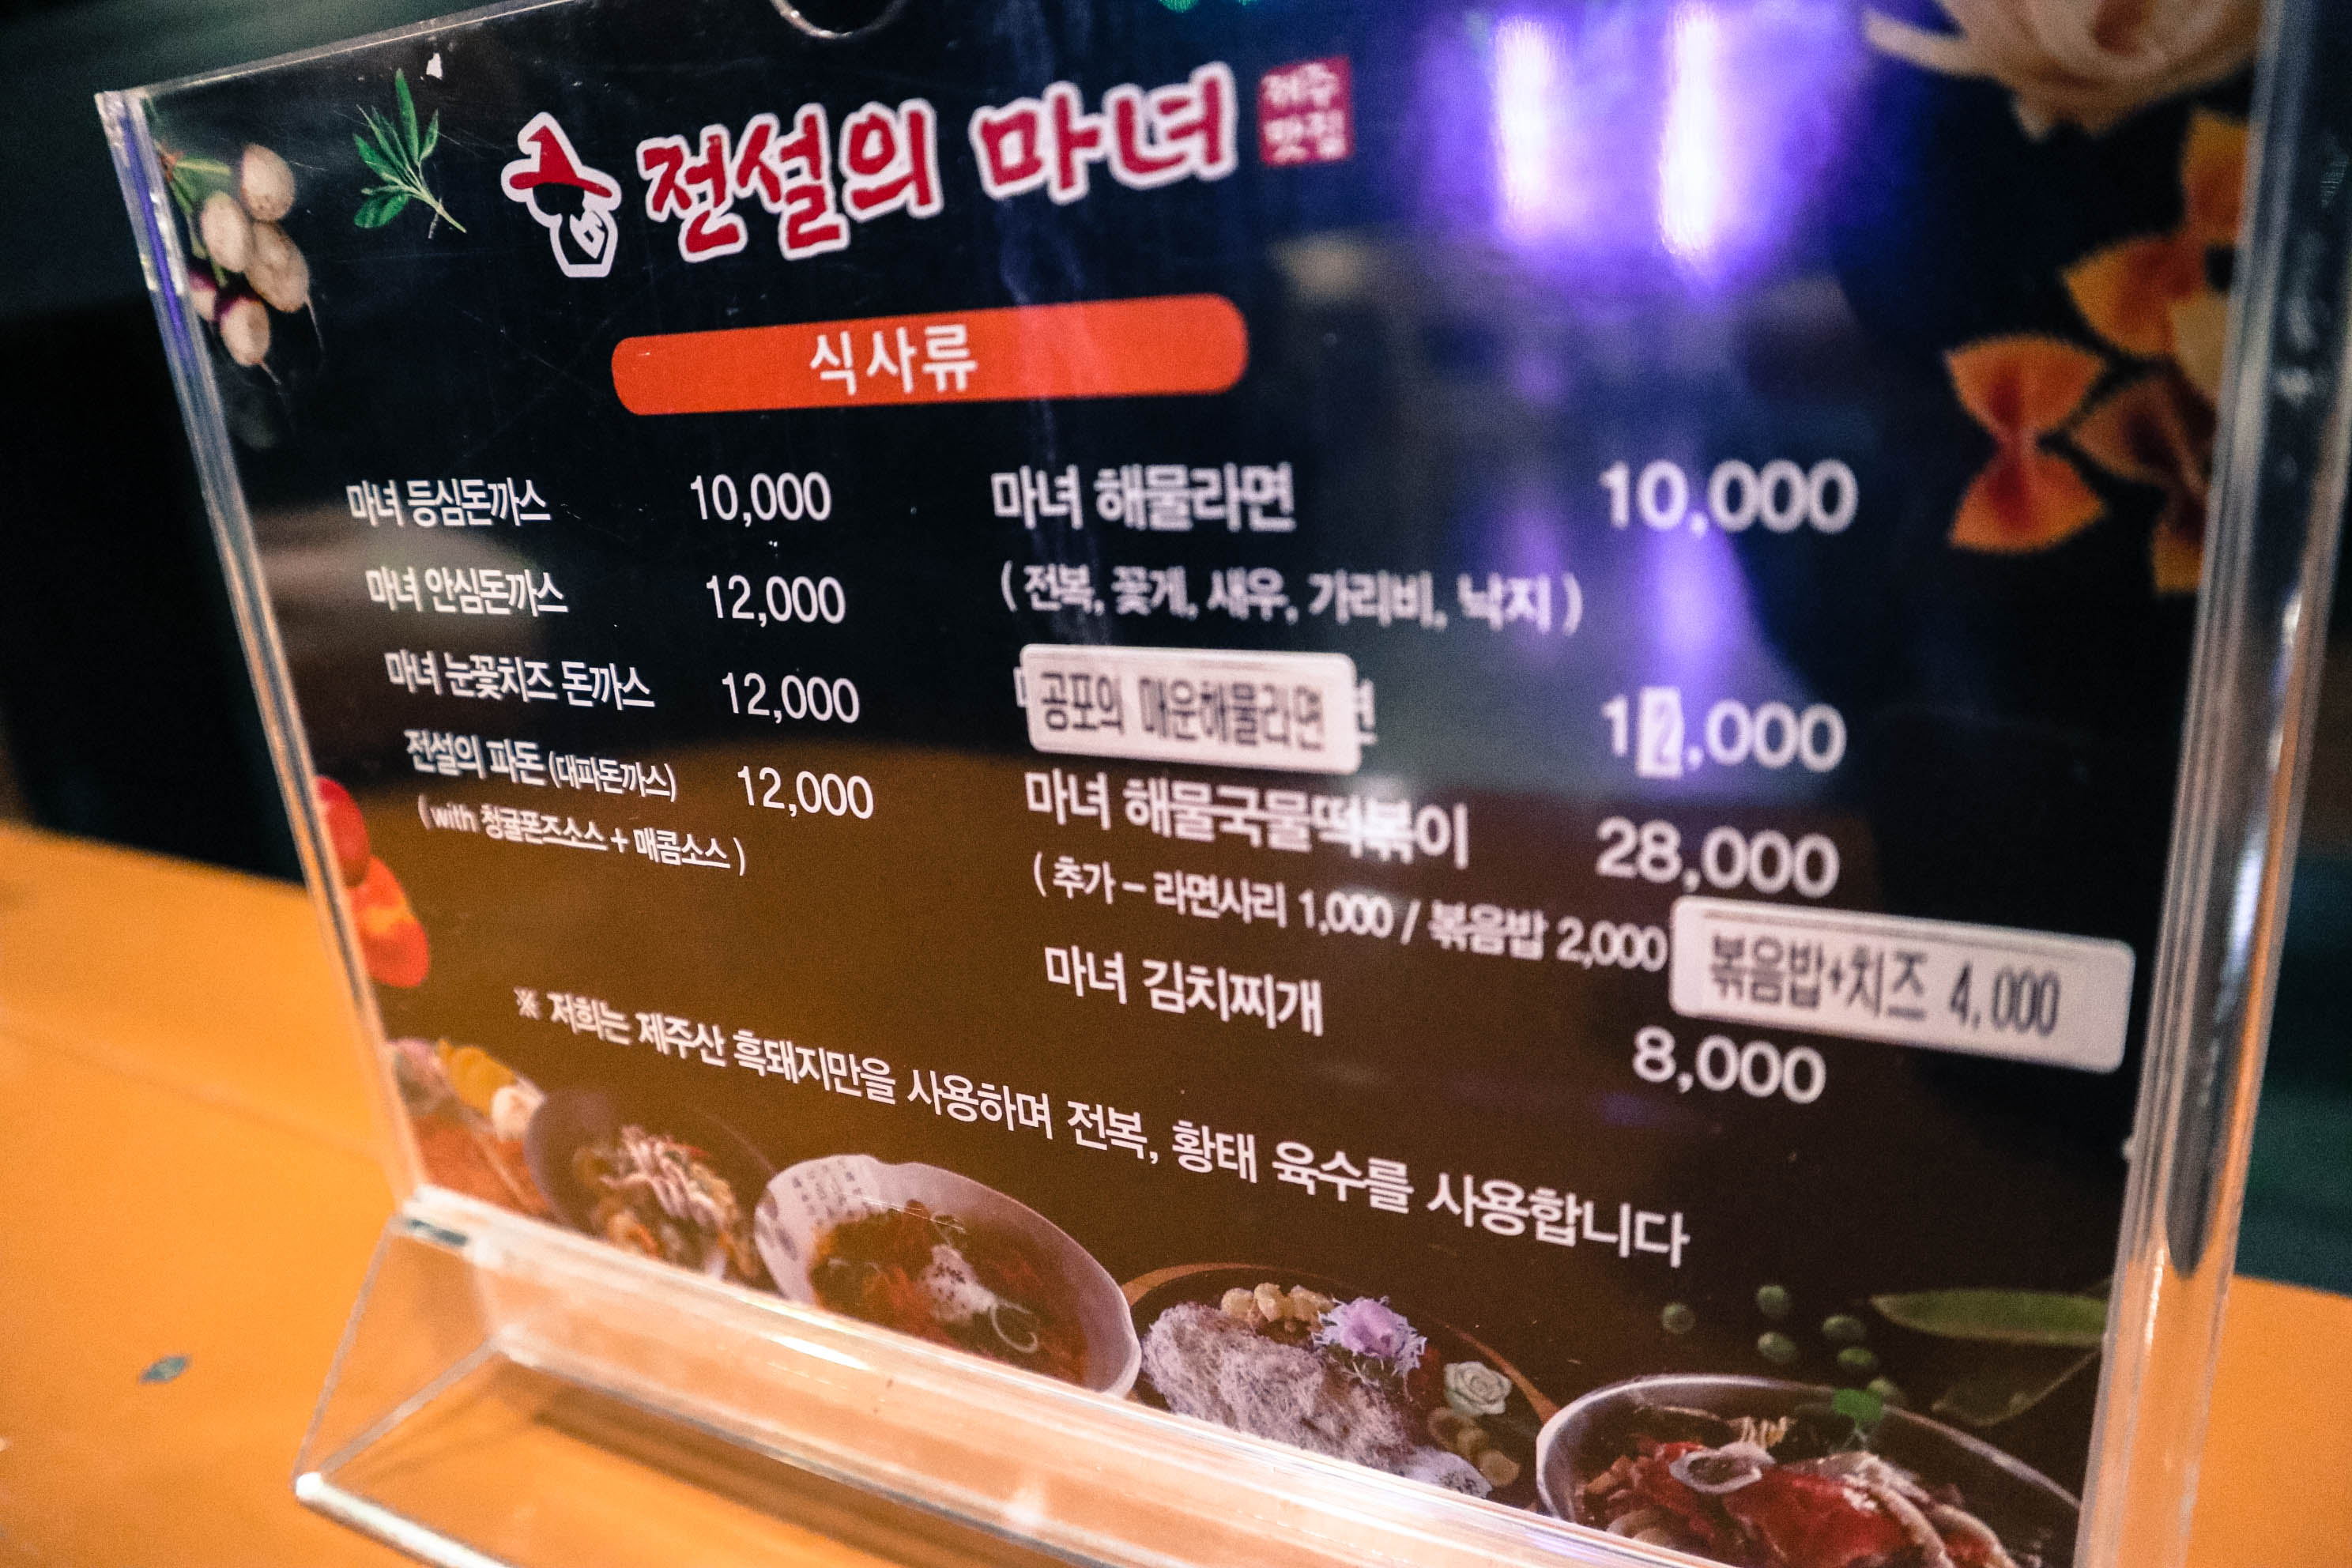 전설의 마녀
제주
맛집
식사류
마녀 등심돈까스 10,000
마녀 안심돈까스 12,000
마녀 눈꽃치즈 돈까스 12,000
전설의 파돈 (대파돈까스) 12,000
( with 청귤폰즈소스 + 매콤소스 )
마녀 해물라면 10,000
( 전복, 꽃게, 새우, 가리비, 낙지 )
공포의 매운해물라면 12,000
마녀 해물국물떡볶이 28,000
( 추가 - 라면사리 1,000 / 볶음밥 2,000 볶음밥+치즈 4,000
마녀 김치찌개 8,000
※ 저희는 제주산 흑돼지만을 사용하며 전복, 황태 육수를 사용합니다